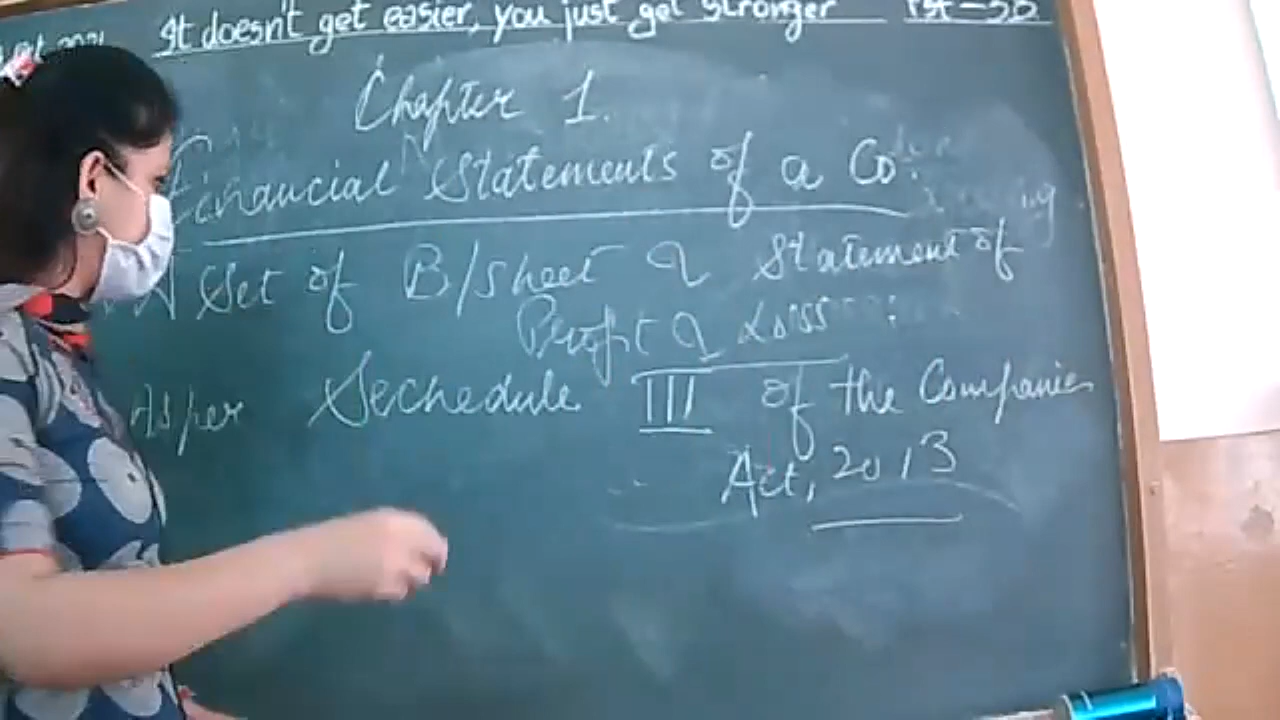 It doesn't get easier, you just get stronger
Chapter 1.
Financial Statements of a Co.
A Set of B/Sheet & Statement of
Profit & Loss :
As per Sechedule III of the Companies
Act, 2013